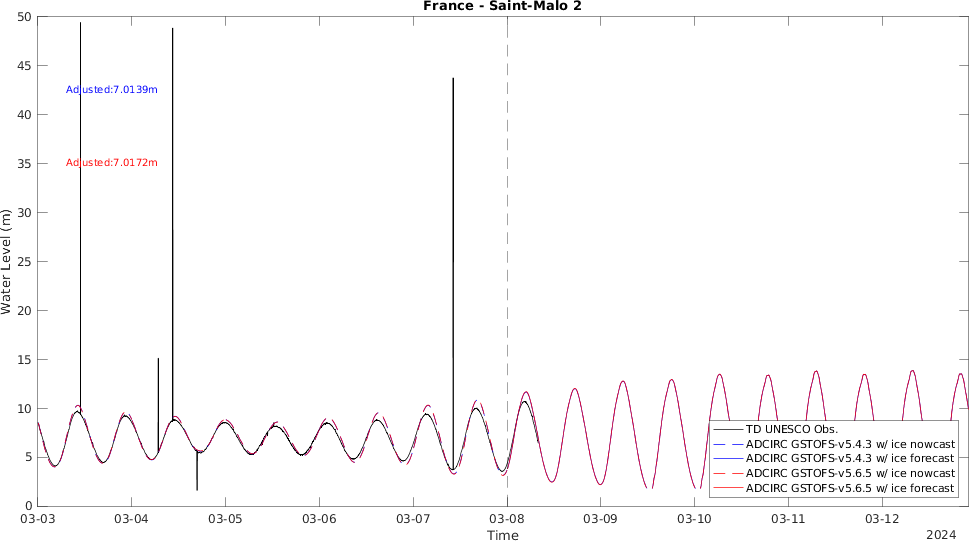 France - Saint-Malo 2
50
45
40
35
30
25
20
15
10
5
0
Water Level (m)
Adjusted:7.0139m
Adjusted:7.0172m
TD UNESCO Obs.
ADCIRC GSTOFS-v5.4.3 w/ ice nowcast
ADCIRC GSTOFS-v5.4.3 w/ ice forecast
ADCIRC GSTOFS-v5.6.5 w/ ice nowcast
ADCIRC GSTOFS-v5.6.5 w/ ice forecast
03-03 03-04 03-05 03-06 03-07 03-08 03-09 03-10 03-11 03-12
Time
2024